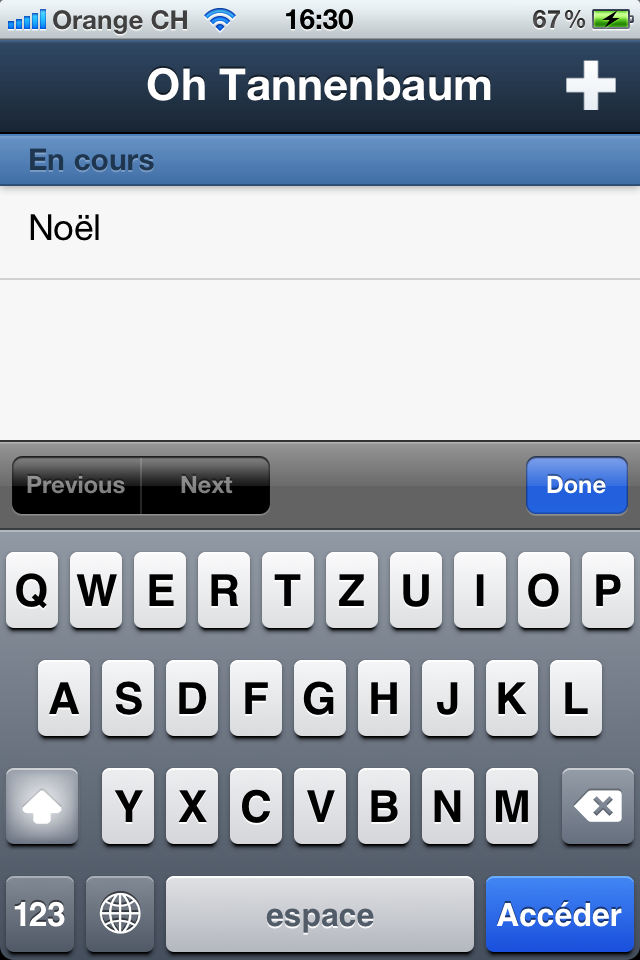 Orange CH 16:30 67 %
Oh Tannenbaum
En cours
Noël
Previous Next Done
Q W E R T Z U I O P
A S D F G H J K L
Y X C V B N M
123 espace Accéder